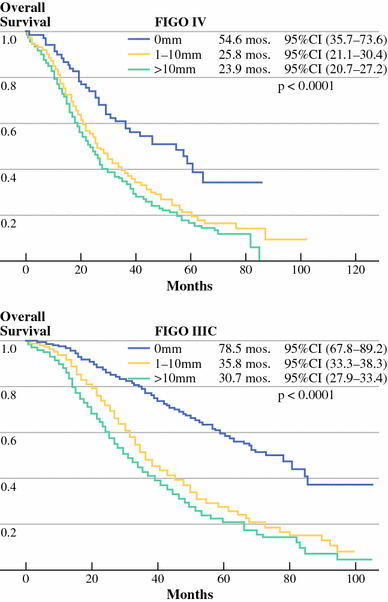 Overall
Survival
FIGO IV
1.0
0mm 54.6 mos. 95%CI (35.7–73.6)
1–10mm 25.8 mos. 95%CI (21.1–30.4)
>10mm 23.9 mos. 95%CI (20.7–27.2)
p < 0.0001
0.8
0.6
0.4
0.2
0 20 40 60 80 100 120
Months
Overall
Survival
FIGO IIIC
1.0
0mm 78.5 mos. 95%CI (67.8–89.2)
1–10mm 35.8 mos. 95%CI (33.3–38.3)
>10mm 30.7 mos. 95%CI (27.9–33.4)
0.8
p < 0.0001
0.6
0.4
0.2
0 20 40 60 80 100
Months